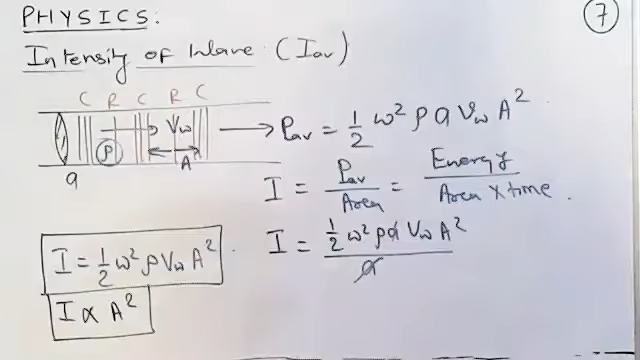 PHYSICS:
7
Intensity of Wave (Iav)
C R C R C
Vw
ρ
A
a
Pav = 1/2 ω² ρ a Vw A²
I = Pav/Area = Energy/Area × time.
I = 1/2 ω² ρ a Vw A² / a
I = 1/2 ω² ρ Vw A²
I ∝ A²